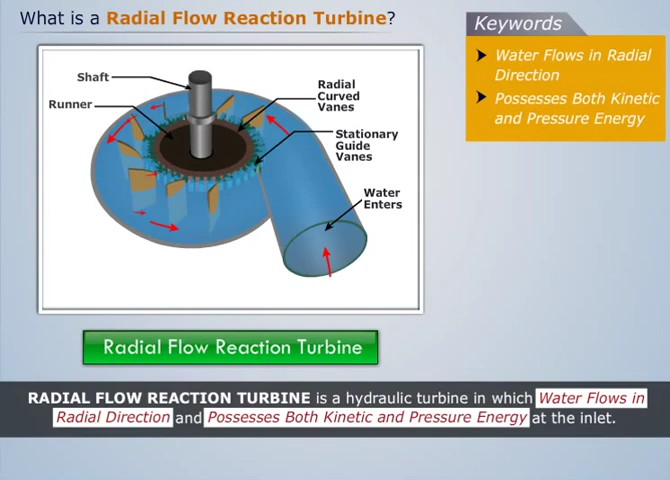 What is a Radial Flow Reaction Turbine?
Keywords
Water Flows in Radial
Direction
Possesses Both Kinetic
and Pressure Energy
Shaft
Runner
Radial
Curved
Vanes
Stationary
Guide
Vanes
Water
Enters
Radial Flow Reaction Turbine
RADIAL FLOW REACTION TURBINE is a hydraulic turbine in which Water Flows in
Radial Direction and Possesses Both Kinetic and Pressure Energy at the inlet.